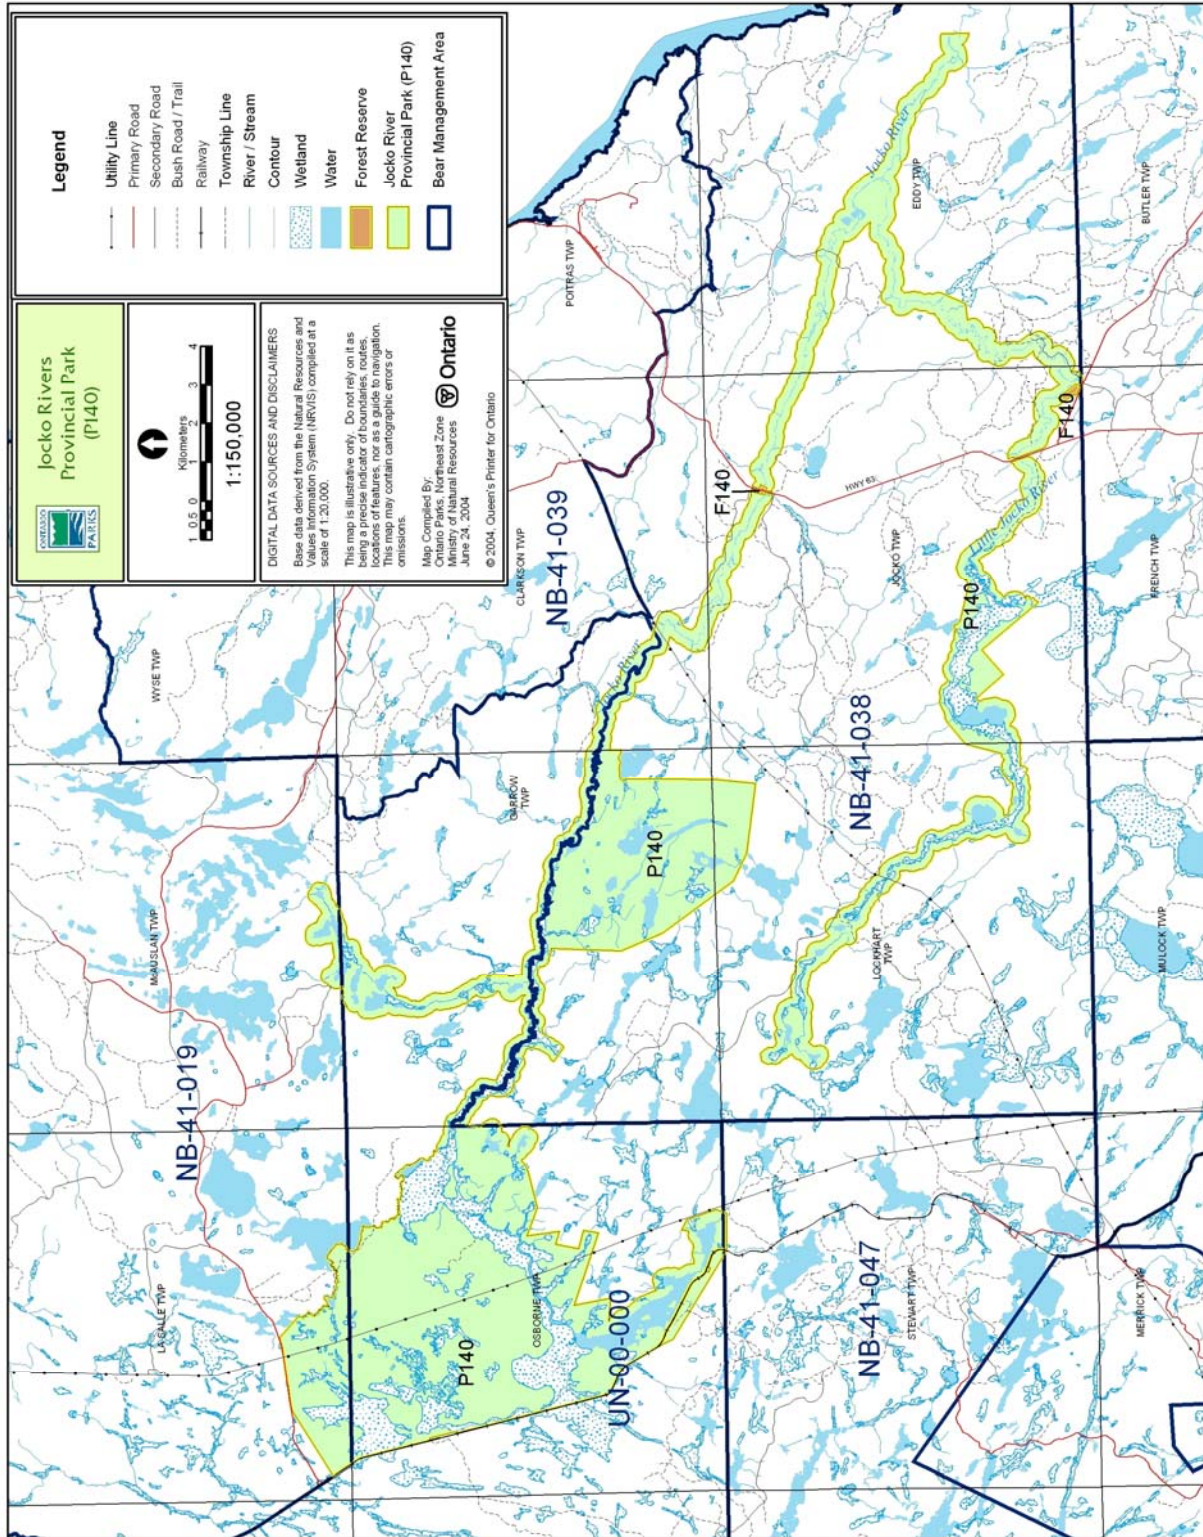 Jocko Rivers
Provincial Park
(P140)
ONTARIO
PARKS
Kilometers
1 0.5 0 1 2 3 4
1:150,000
DIGITAL DATA SOURCES AND DISCLAIMERS
Base data derived from the Natural Resources and
Values Information System (NRVIS) compiled at a
scale of 1:20,000.
This map is illustrative only. Do not rely on it as
being a precise indicator of boundaries, routes,
locations of features, nor as a guide to navigation.
This map may contain cartographic errors or
omissions.
Map Compiled By:
Ontario Parks, Northeast Zone
Ministry of Natural Resources
June 24, 2004
Ontario
© 2004, Queen's Printer for Ontario
Legend
Utility Line
Primary Road
Secondary Road
Bush Road / Trail
Railway
Township Line
River / Stream
Contour
Wetland
Water
Forest Reserve
Jocko River
Provincial Park (P140)
Bear Management Area
LA SALLE TWP
NB-41-019
McAUSLAN TWP
WYSE TWP
P140
OSBORNE TWP
GARROW
TWP
CLARKSON TWP
NB-41-039
POITRAS TWP
Jocko River
UN-00-000
P140
F140
Jocko River
NB-41-047
STEWART TWP
LOCKHART
TWP
NB-41-038
JOCKO TWP
HWY 63
EDDY TWP
P140
Little Jocko River
F140
MERRICK TWP
MULOCK TWP
FRENCH TWP
BUTLER TWP